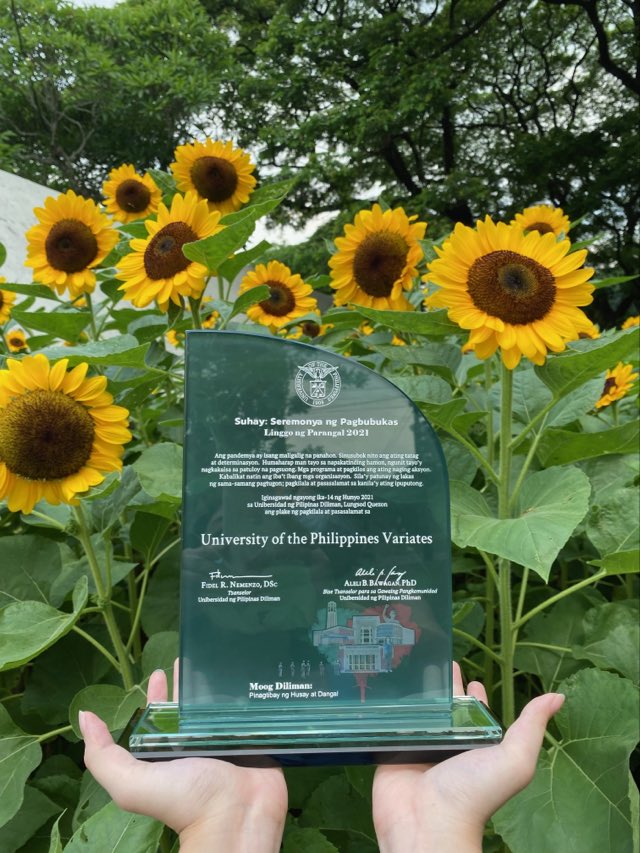 Suhay: Seremonya ng Pagbubukas
Linggo ng Parangal 2021
Ang pandemya ay isang maligalig na panahon. Sinusubok nito ang ating tatag
at determinasyon. Humaharap man tayo sa napakatinding hamon, ngunit tayo'y
nagkakaisa sa patuloy na pagsuong. Mga programa at pagkilos ang ating naging aksyon.
Kabalikat natin ang iba't ibang mga organisasyon. Sila'y patunay ng lakas
ng sama-samang pagtugon; pagkilala at pasasalamat sa kanila'y ating ipuputong.
Iginagawad ngayong ika-14 ng Hunyo 2021
sa Unibersidad ng Pilipinas Diliman, Lungsod Quezon
ang plake ng pagkilala at pasasalamat sa
University of the Philippines Variates
FIDEL R. NEMENZO, DSC
Tsanselor
Unibersidad ng Pilipinas Diliman
ALELI B. BAWAGAN, PHD
Bise Tsanselor para sa Gawaing Pangkomunidad
Unibersidad ng Pilipinas Diliman
Moog Diliman:
Pinagtibay ng Husay at Dangal